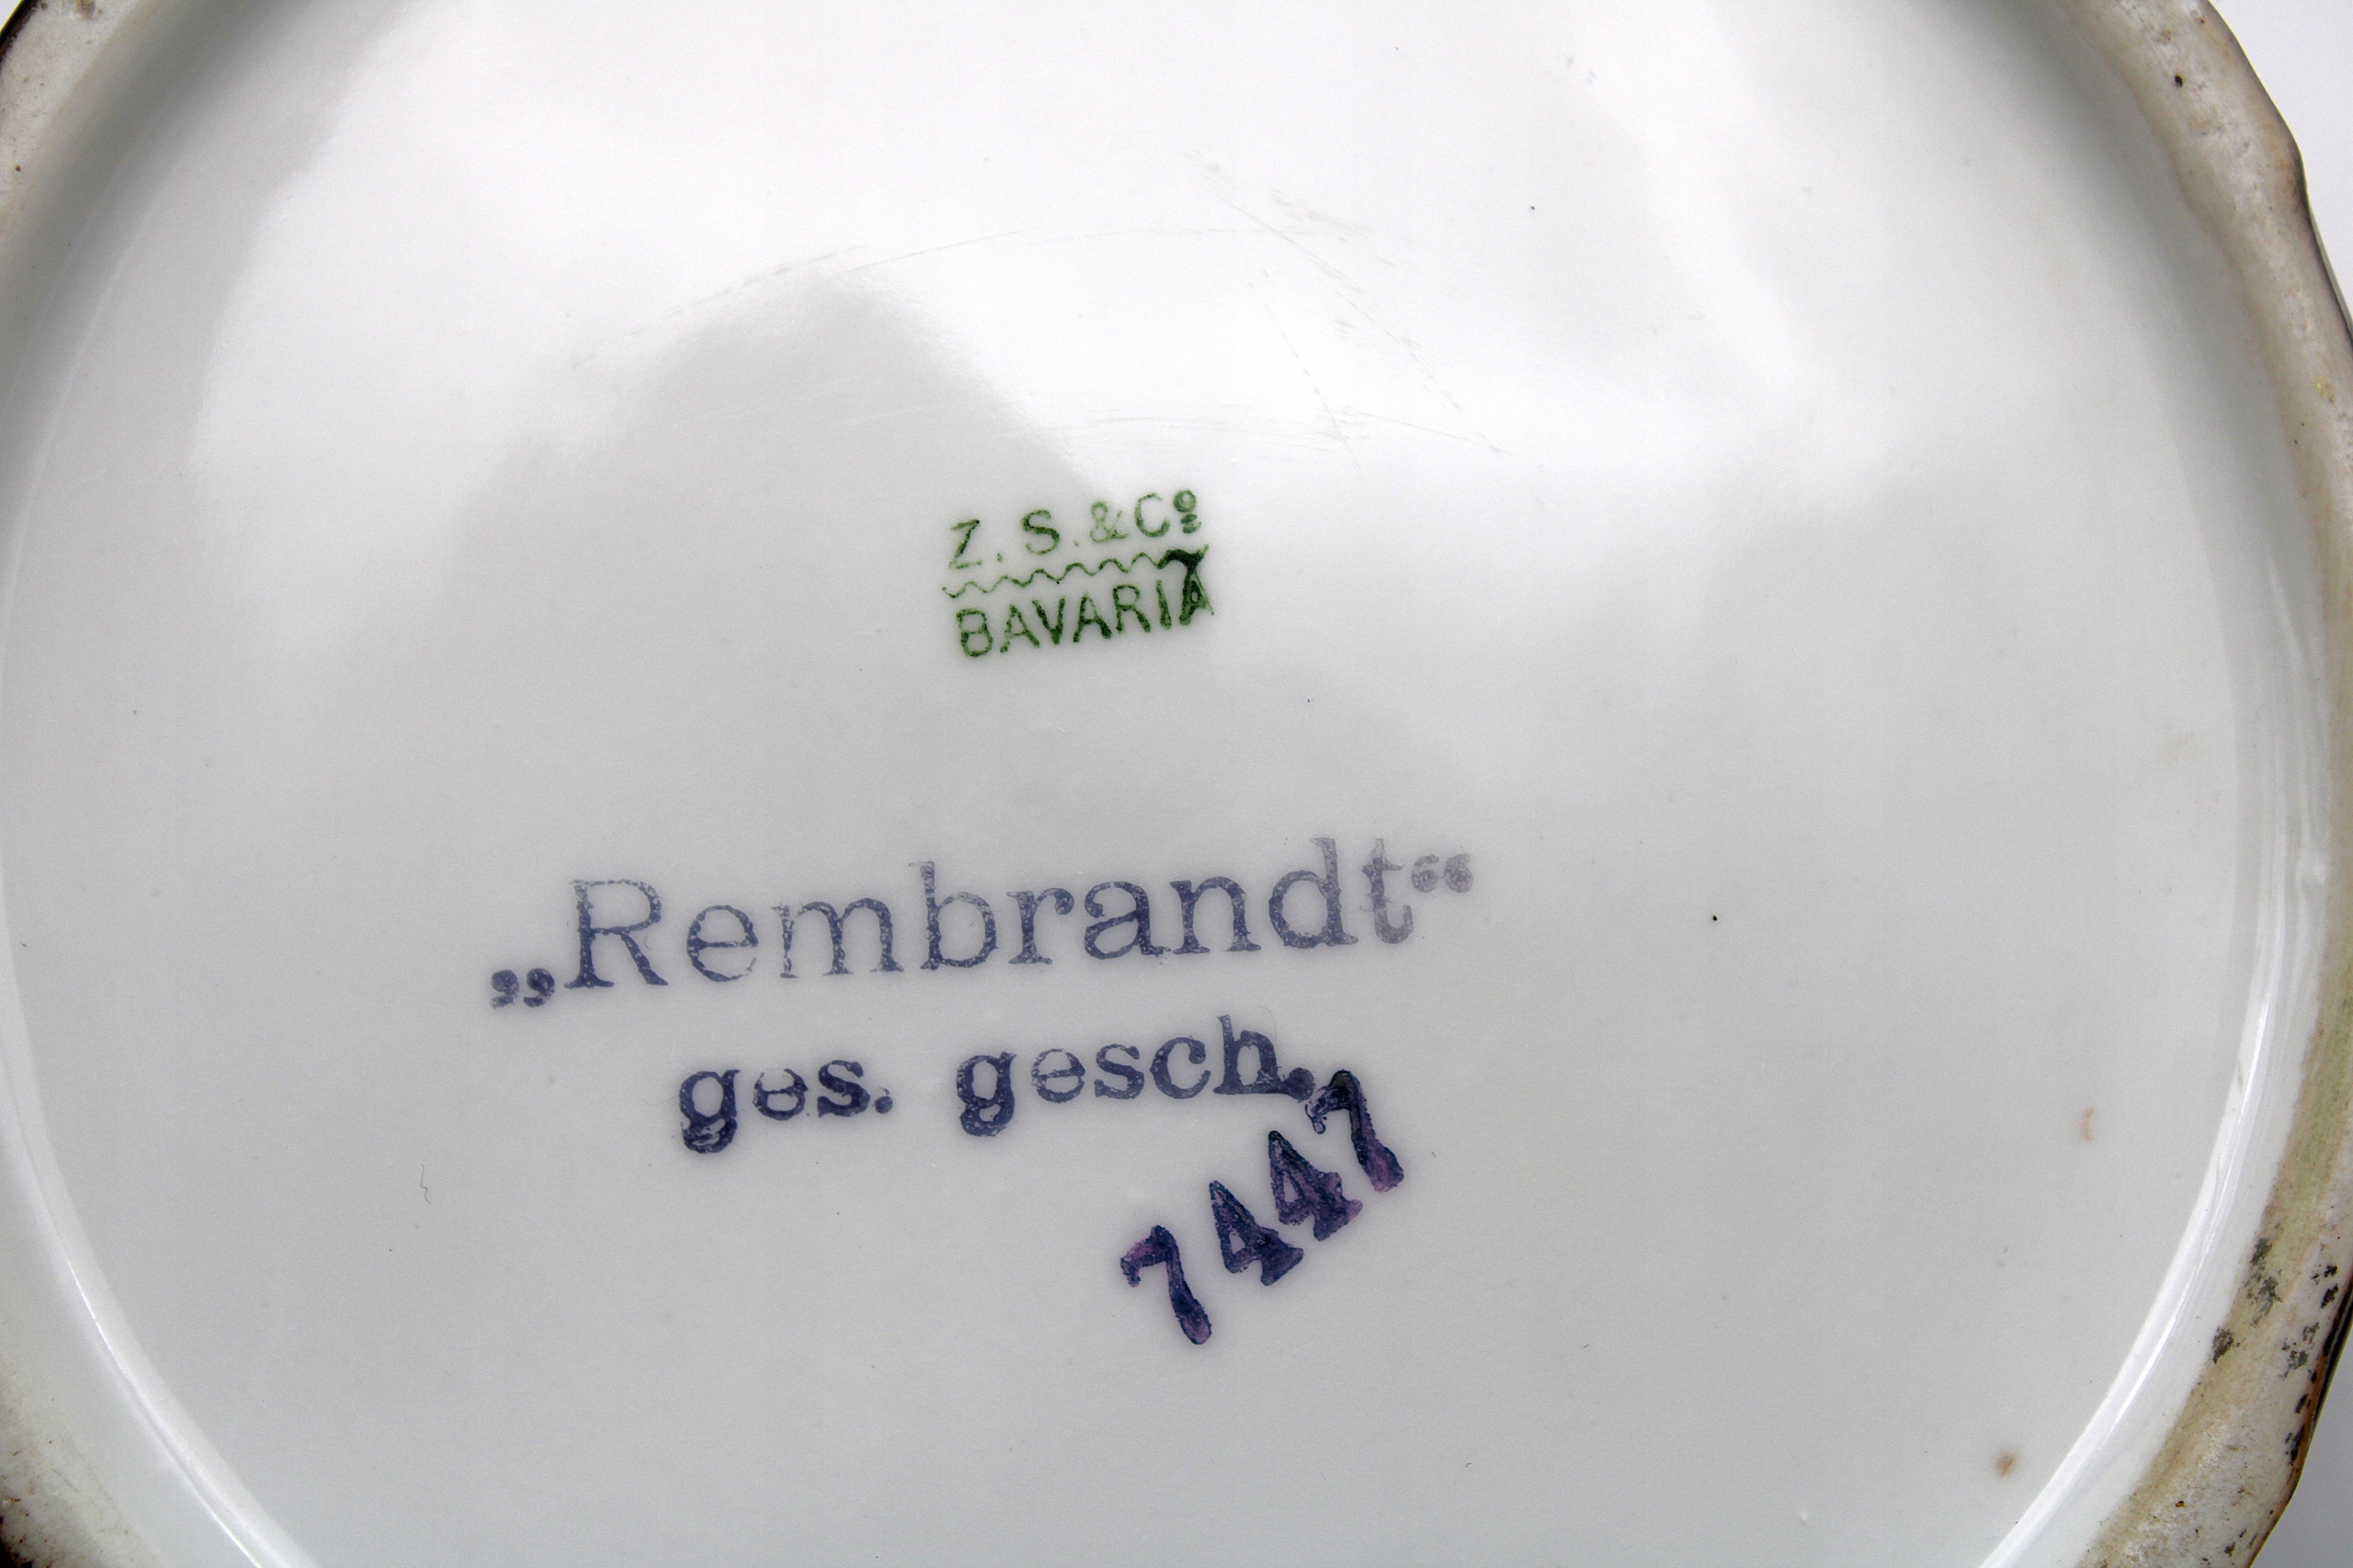 Z. S. & Cº
BAVARIA
„Rembrandt“
ges. gesch.
7447